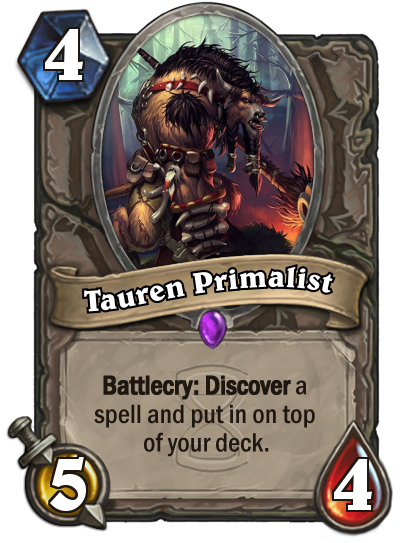 4
Tauren Primalist
Battlecry: Discover a
spell and put in on top
of your deck.
5
4